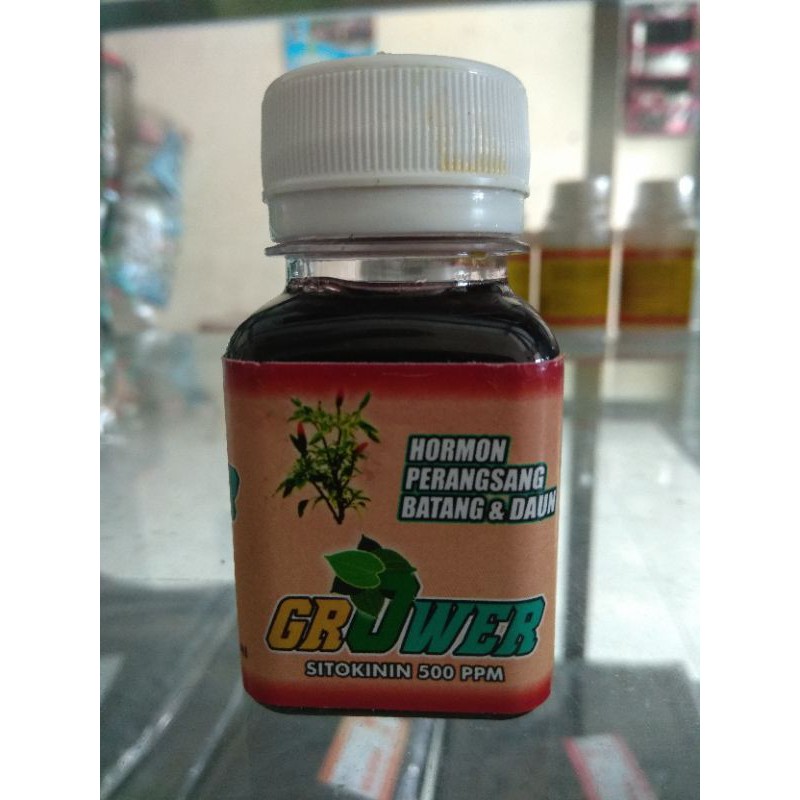 HORMON
PERANGSANG
BATANG & DAUN
GROWER
SITOKININ 500 PPM